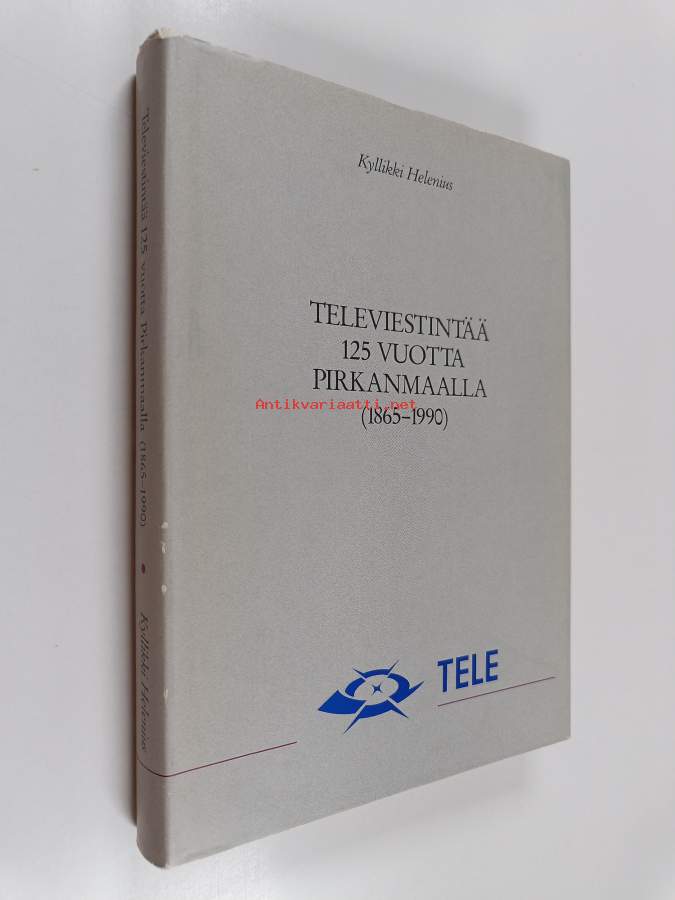 Televiestintää 125 vuotta Pirkanmaalla (1865-1990) • Kyllikki Helenius
Kyllikki Helenius
TELEVIESTINTÄÄ
125 VUOTTA
PIRKANMAALLA
Antikvariaatti.net
(1865–1990)
TELE